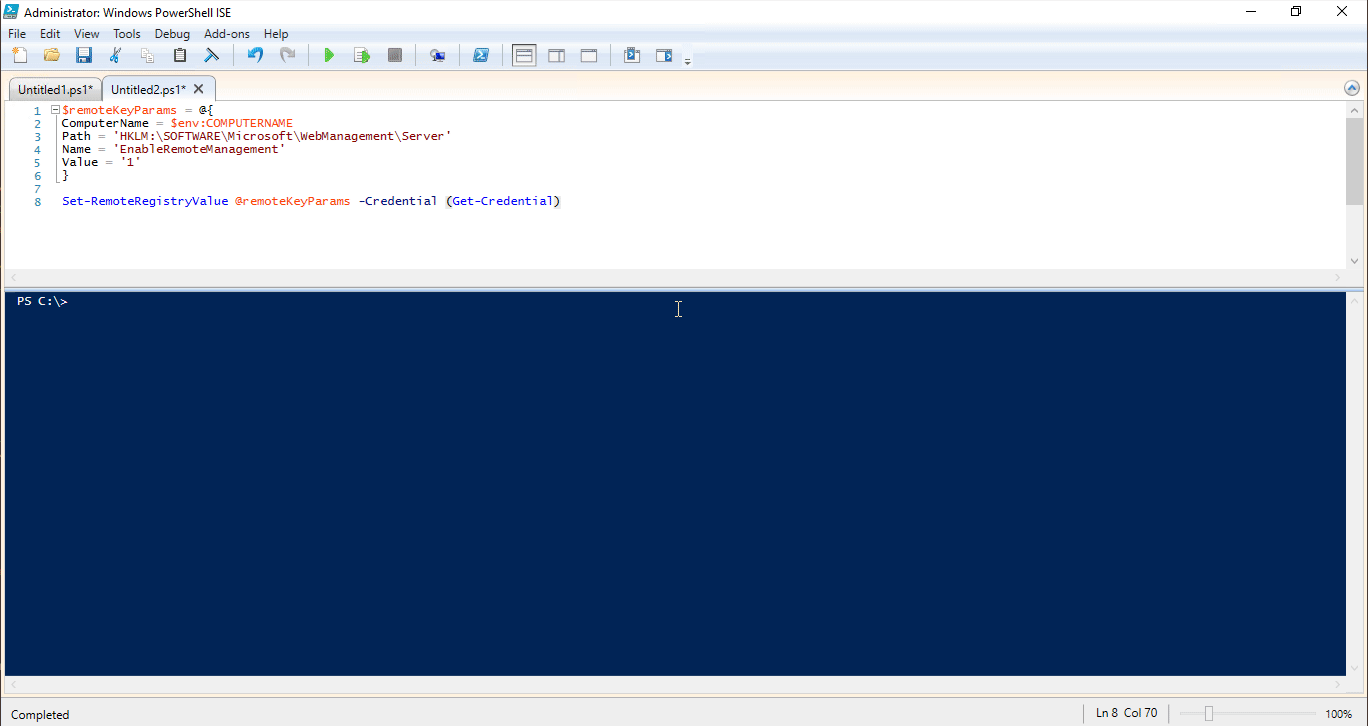 Administrator: Windows PowerShell ISE
File Edit View Tools Debug Add-ons Help
Untitled1.ps1* Untitled2.ps1* X
1 $remoteKeyParams = @{
2 ComputerName = $env:COMPUTERNAME
3 Path = 'HKLM:\SOFTWARE\Microsoft\WebManagement\Server'
4 Name = 'EnableRemoteManagement'
5 Value = '1'
6 }
7
8 Set-RemoteRegistryValue @remoteKeyParams -Credential (Get-Credential)
PS C:\>
Completed
Ln 8 Col 70
100%